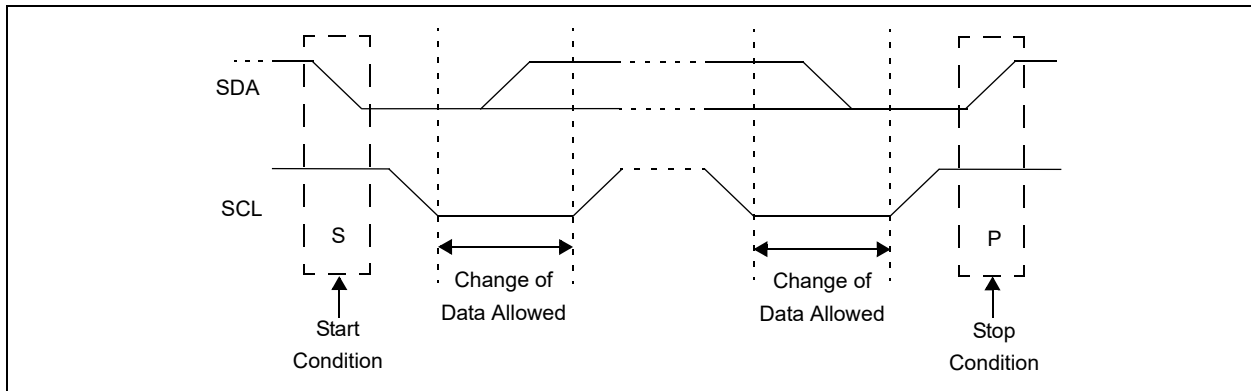 SDA
SCL
S
P
Change of
Data Allowed
Change of
Data Allowed
Start
Condition
Stop
Condition